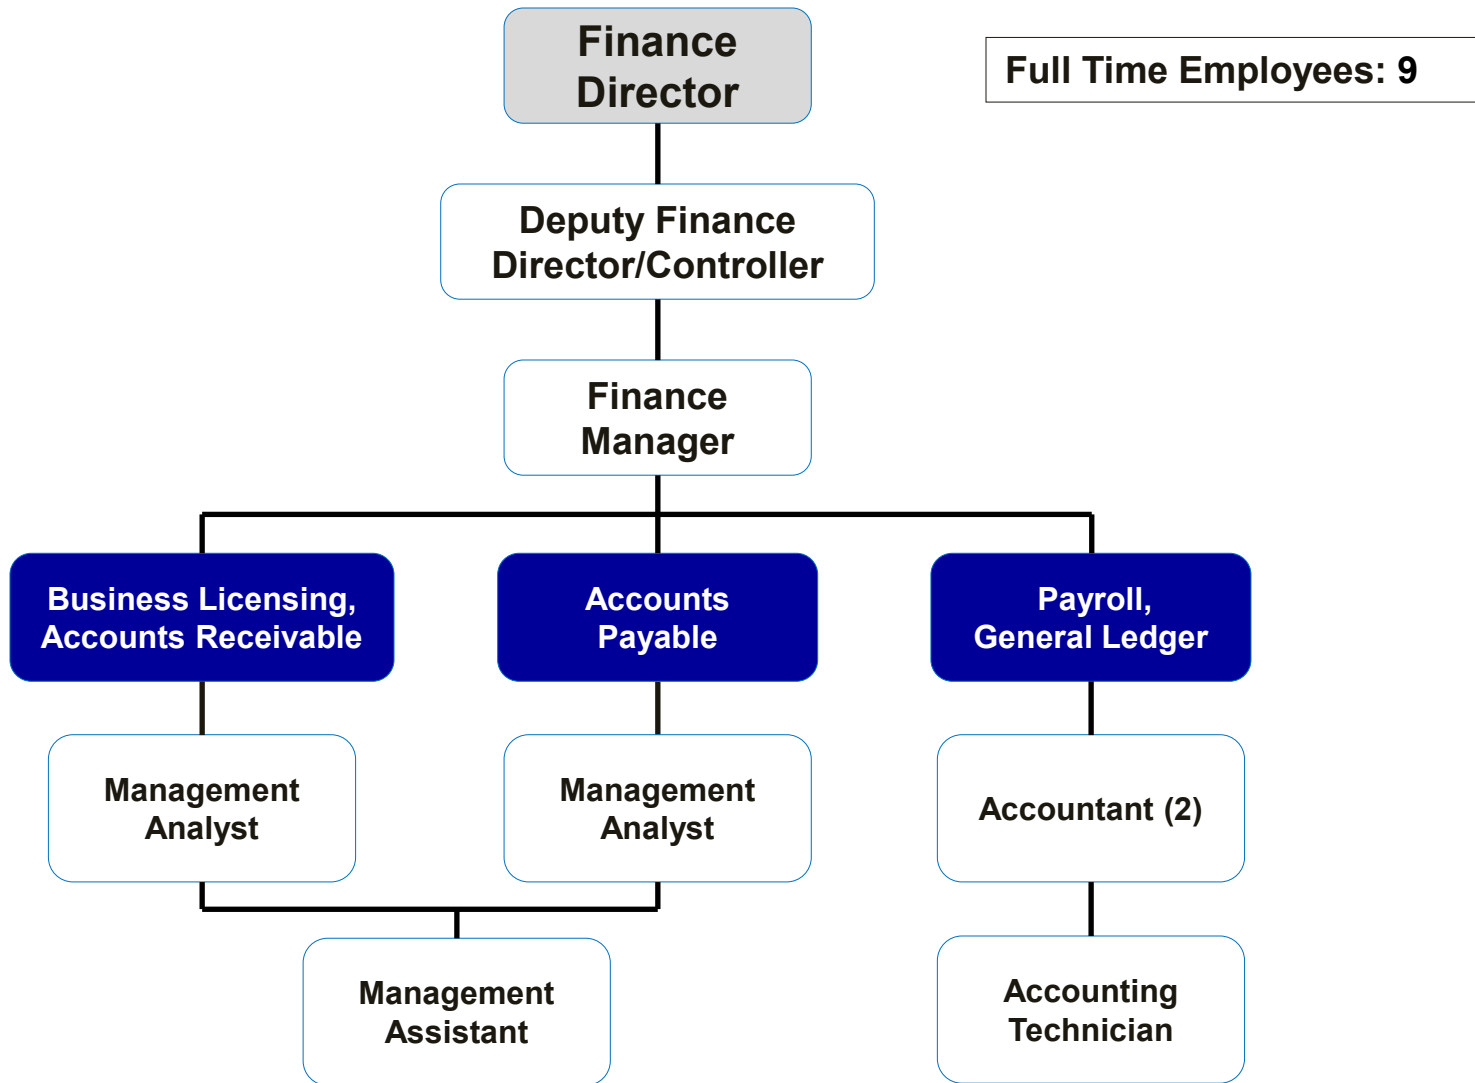 Finance
Director
Full Time Employees: 9
Deputy Finance
Director/Controller
Finance
Manager
Business Licensing,
Accounts Receivable
Accounts
Payable
Payroll,
General Ledger
Management
Analyst
Management
Analyst
Accountant (2)
Management
Assistant
Accounting
Technician